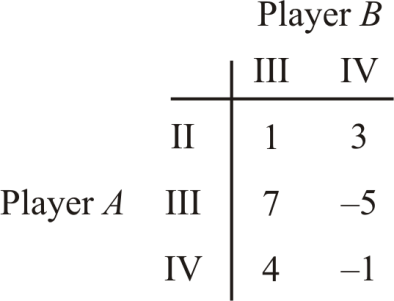 Player B
III IV
II 1 3
Player A III 7 –5
IV 4 –1